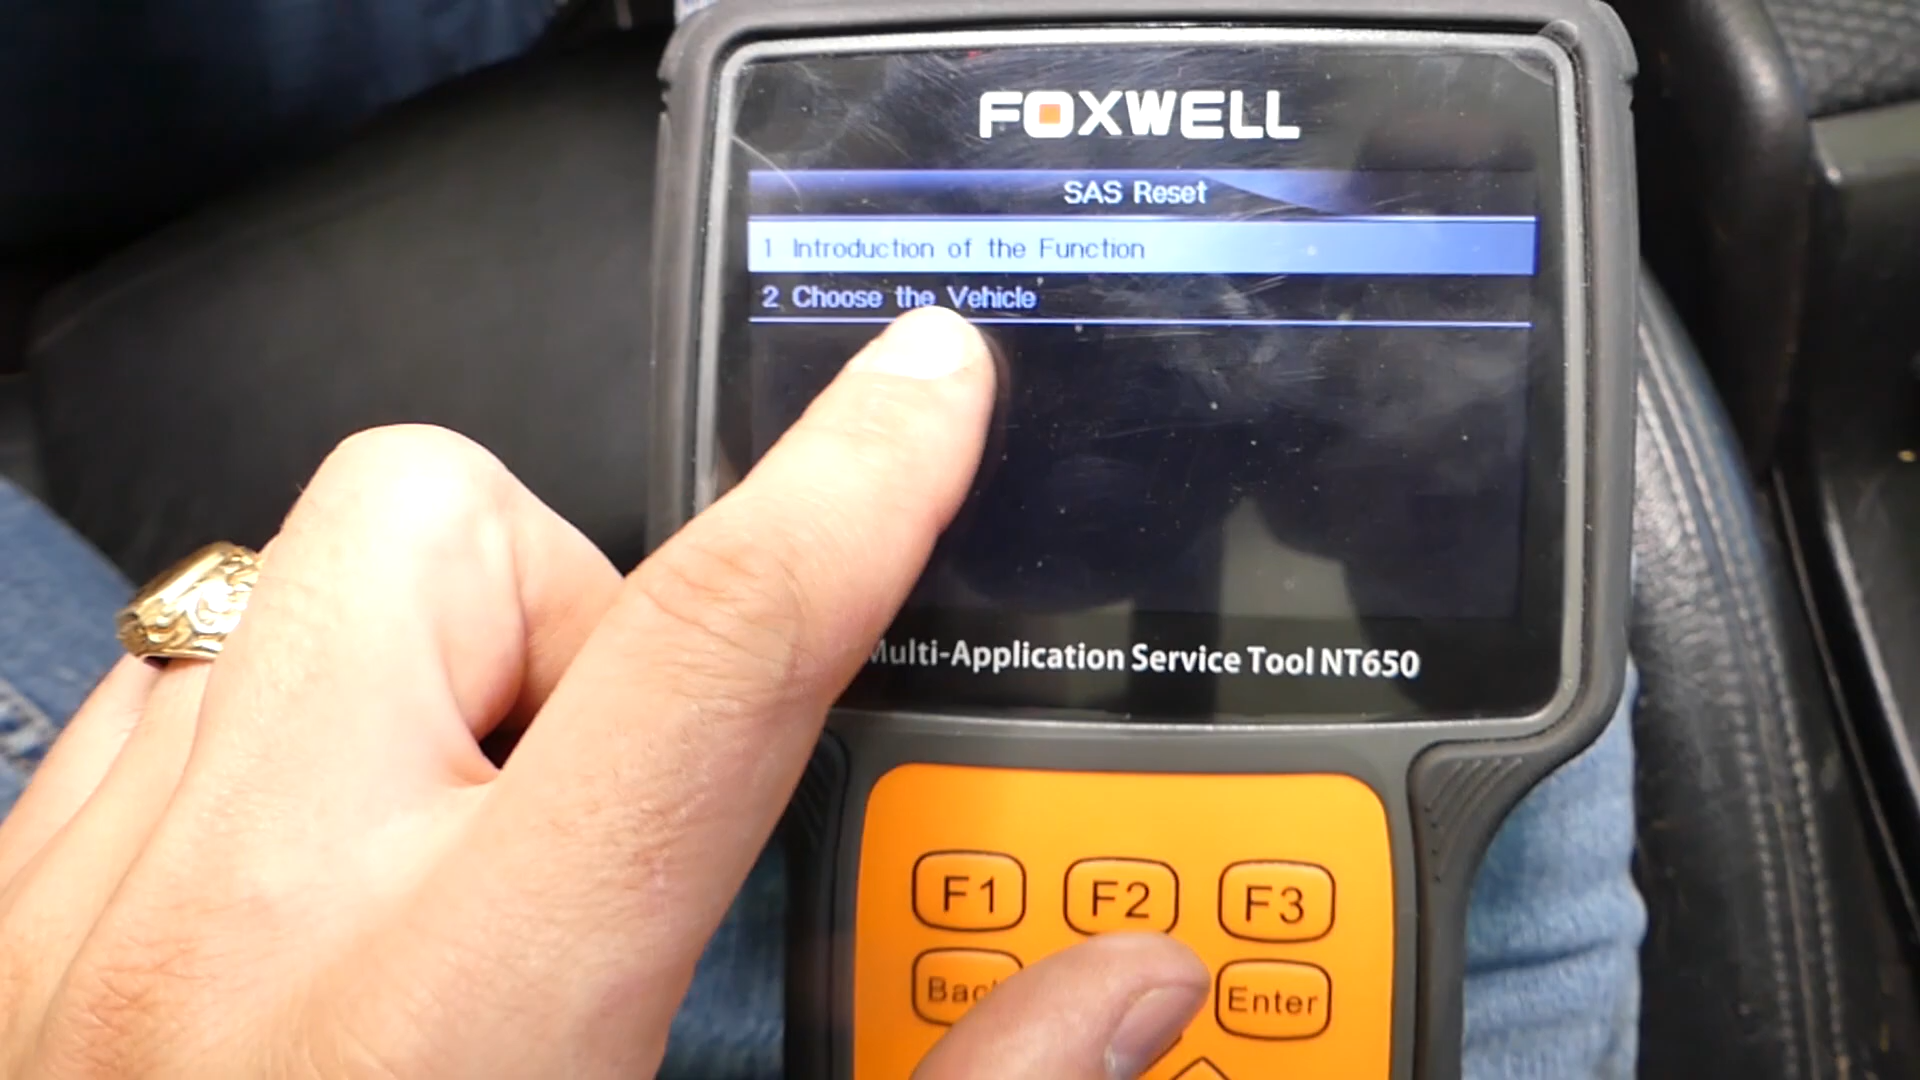 FOXWELL
SAS Reset
1 Introduction of the Function
2 Choose the Vehicle
Multi-Application Service Tool NT650
F1 F2 F3
Back Enter